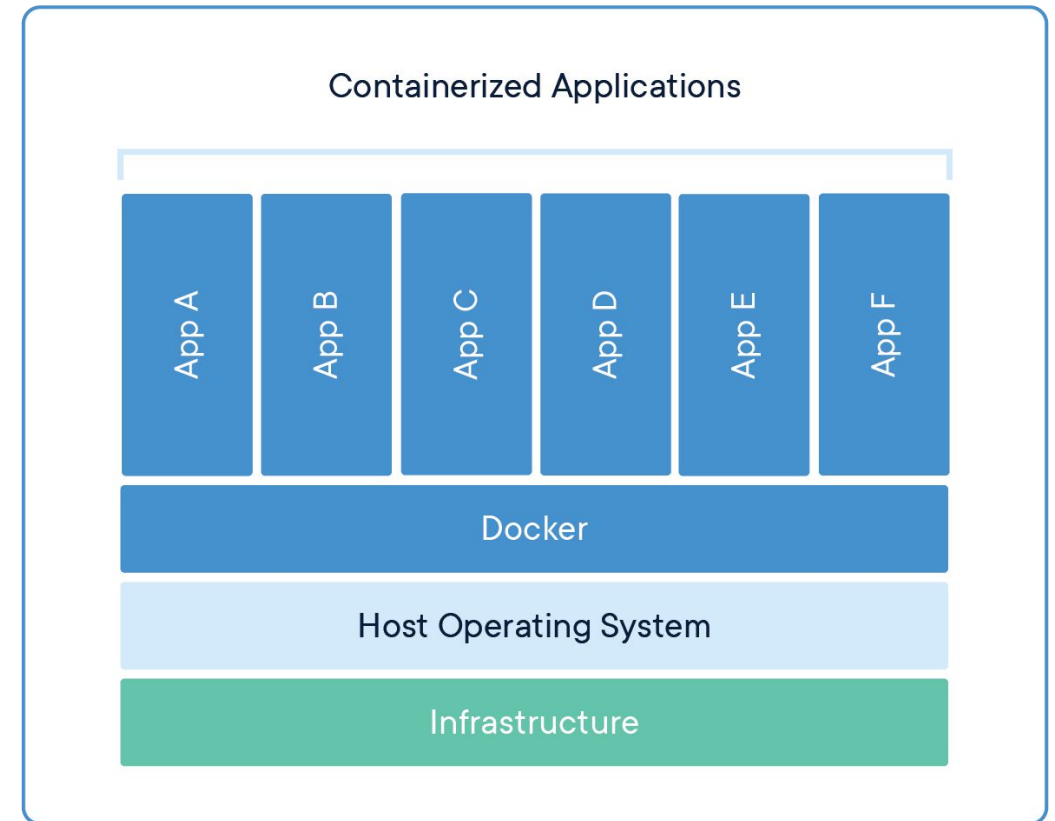 Containerized Applications
App A
App B
App C
App D
App E
App F
Docker
Host Operating System
Infrastructure